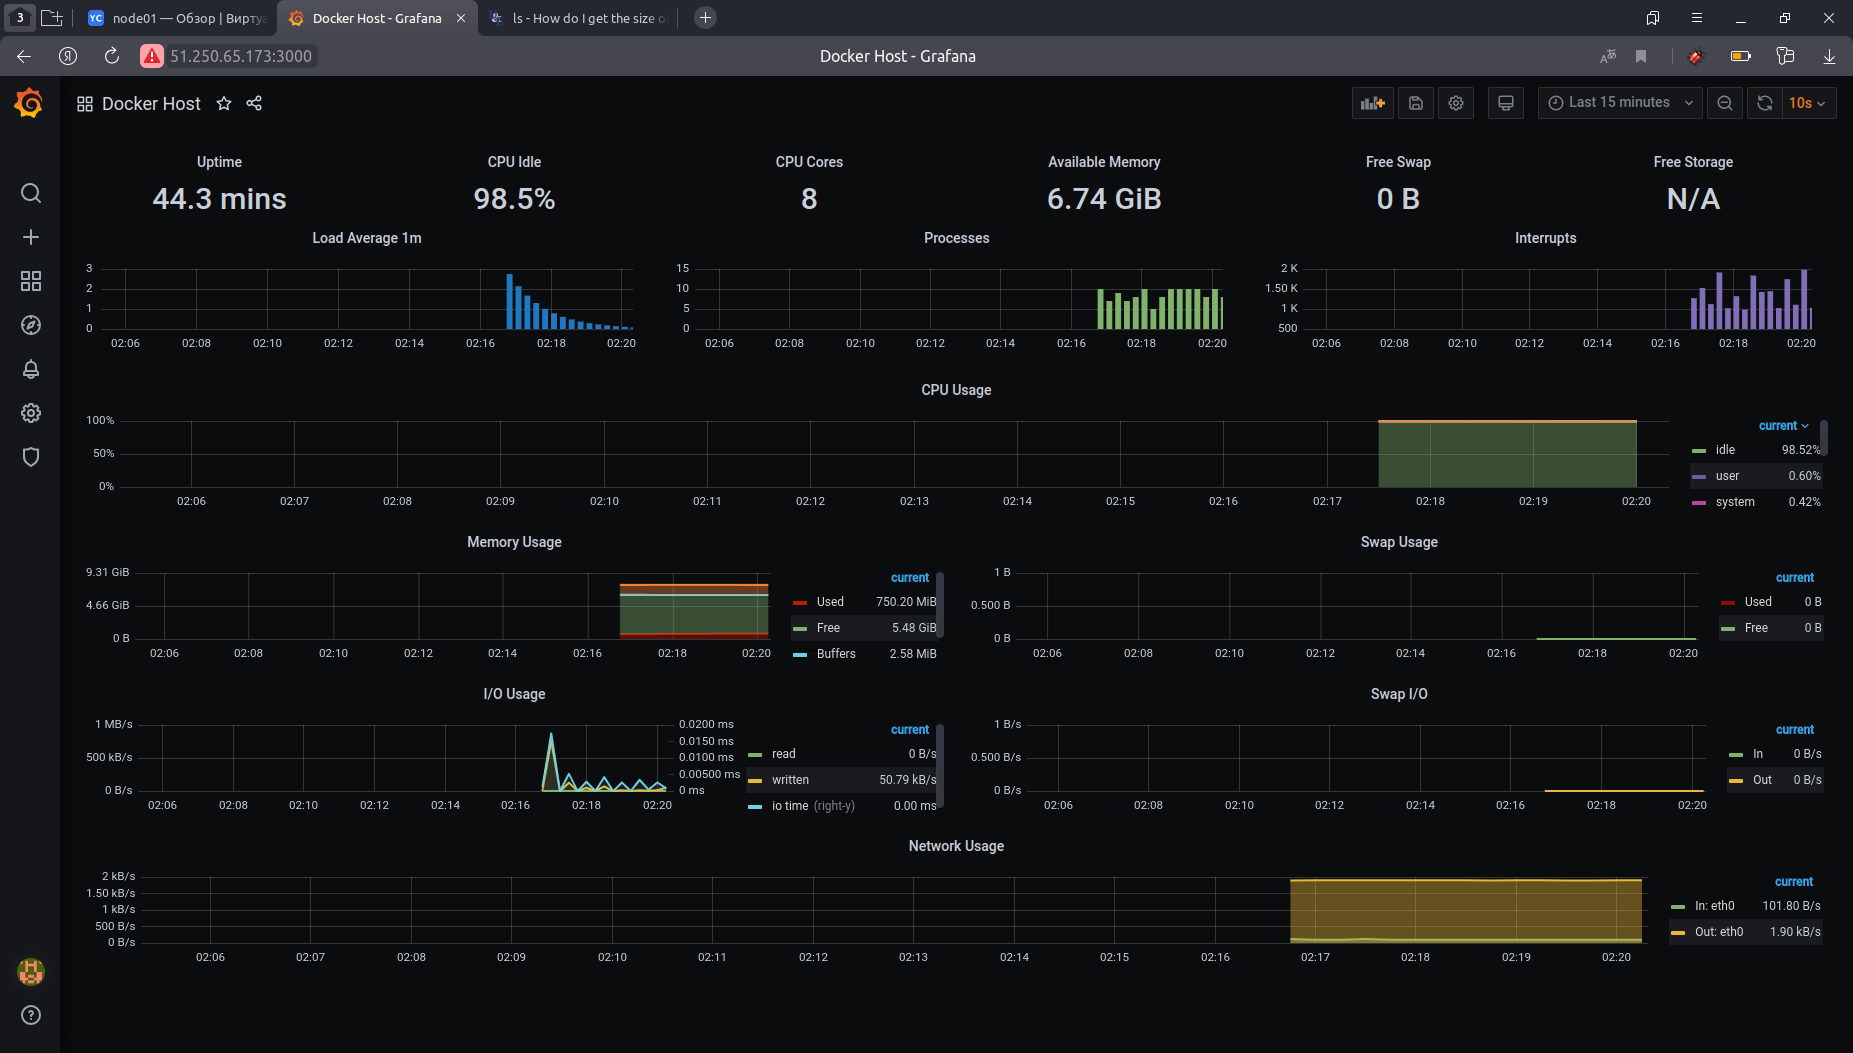 3
YC node01 — Обзор | Вирту
Docker Host - Grafana
ls - How do I get the size o
Я
51.250.65.173:3000
Docker Host - Grafana
Docker Host
Last 15 minutes
10s
Uptime
44.3 mins
CPU Idle
98.5%
CPU Cores
8
Available Memory
6.74 GiB
Free Swap
0 B
Free Storage
N/A
Load Average 1m
3
2
1
0
02:06 02:08 02:10 02:12 02:14 02:16 02:18 02:20
Processes
15
10
5
0
02:06 02:08 02:10 02:12 02:14 02:16 02:18 02:20
Interrupts
2 K
1.50 K
1 K
500
02:06 02:08 02:10 02:12 02:14 02:16 02:18 02:20
CPU Usage
100%
50%
0%
02:06 02:07 02:08 02:09 02:10 02:11 02:12 02:13 02:14 02:15 02:16 02:17 02:18 02:19 02:20
current
idle 98.52%
user 0.60%
system 0.42%
Memory Usage
9.31 GiB
4.66 GiB
0 B
02:06 02:08 02:10 02:12 02:14 02:16 02:18 02:20
current
Used 750.20 MiB
Free 5.48 GiB
Buffers 2.58 MiB
Swap Usage
1 B
0.500 B
0 B
02:06 02:08 02:10 02:12 02:14 02:16 02:18 02:20
current
Used 0 B
Free 0 B
I/O Usage
1 MB/s
500 kB/s
0 B/s
0.0200 ms
0.0150 ms
0.0100 ms
0.00500 ms
0 ms
02:06 02:08 02:10 02:12 02:14 02:16 02:18 02:20
current
read 0 B/s
written 50.79 kB/s
io time (right-y) 0.00 ms
Swap I/O
1 B/s
0.500 B/s
0 B/s
02:06 02:08 02:10 02:12 02:14 02:16 02:18 02:20
current
In 0 B/s
Out 0 B/s
Network Usage
2 kB/s
1.50 kB/s
1 kB/s
500 B/s
0 B/s
02:06 02:07 02:08 02:09 02:10 02:11 02:12 02:13 02:14 02:15 02:16 02:17 02:18 02:19 02:20
current
In: eth0 101.80 B/s
Out: eth0 1.90 kB/s